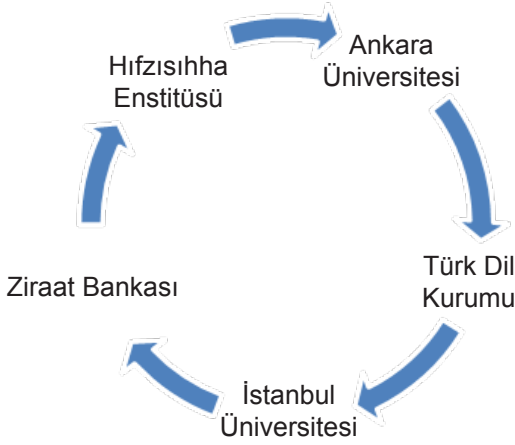 Hıfzısıhha
Enstitüsü
Ankara
Üniversitesi
Türk Dil
Kurumu
İstanbul
Üniversitesi
Ziraat Bankası